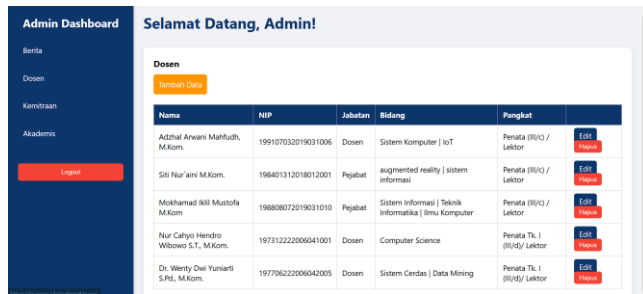 Admin Dashboard
Berita
Dosen
Kemitraan
Akademis
Logout
Selamat Datang, Admin!
Dosen
Tambah Data
Nama NIP Jabatan Bidang Pangkat
Adzhal Arwani Mahfudh, M.Kom. 199107032019031006 Dosen Sistem Komputer | IoT Penata (III/c) / Lektor Edit Hapus
Siti Nur'aini M.Kom. 198401312018012001 Pejabat augmented reality | sistem informasi Penata (III/c) / Lektor Edit Hapus
Mokhamad Iklil Mustofa M.Kom 198808072019031010 Pejabat Sistem Informasi | Teknik Informatika | Ilmu Komputer Penata (III/c) / Lektor Edit Hapus
Nur Cahyo Hendro Wibowo S.T., M.Kom. 197312222006041001 Dosen Computer Science Penata Tk. I (III/d)/ Lektor Edit Hapus
Dr. Wenty Dwi Yuniarti S.Pd., M.Kom. 197706222006042005 Dosen Sistem Cerdas | Data Mining Penata Tk. I (III/d)/ Lektor Edit Hapus